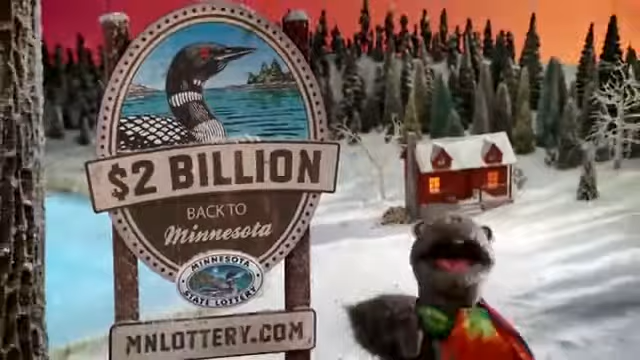 $2 BILLION
BACK TO
Minnesota
MINNESOTA
STATE LOTTERY
MNLOTTERY.COM